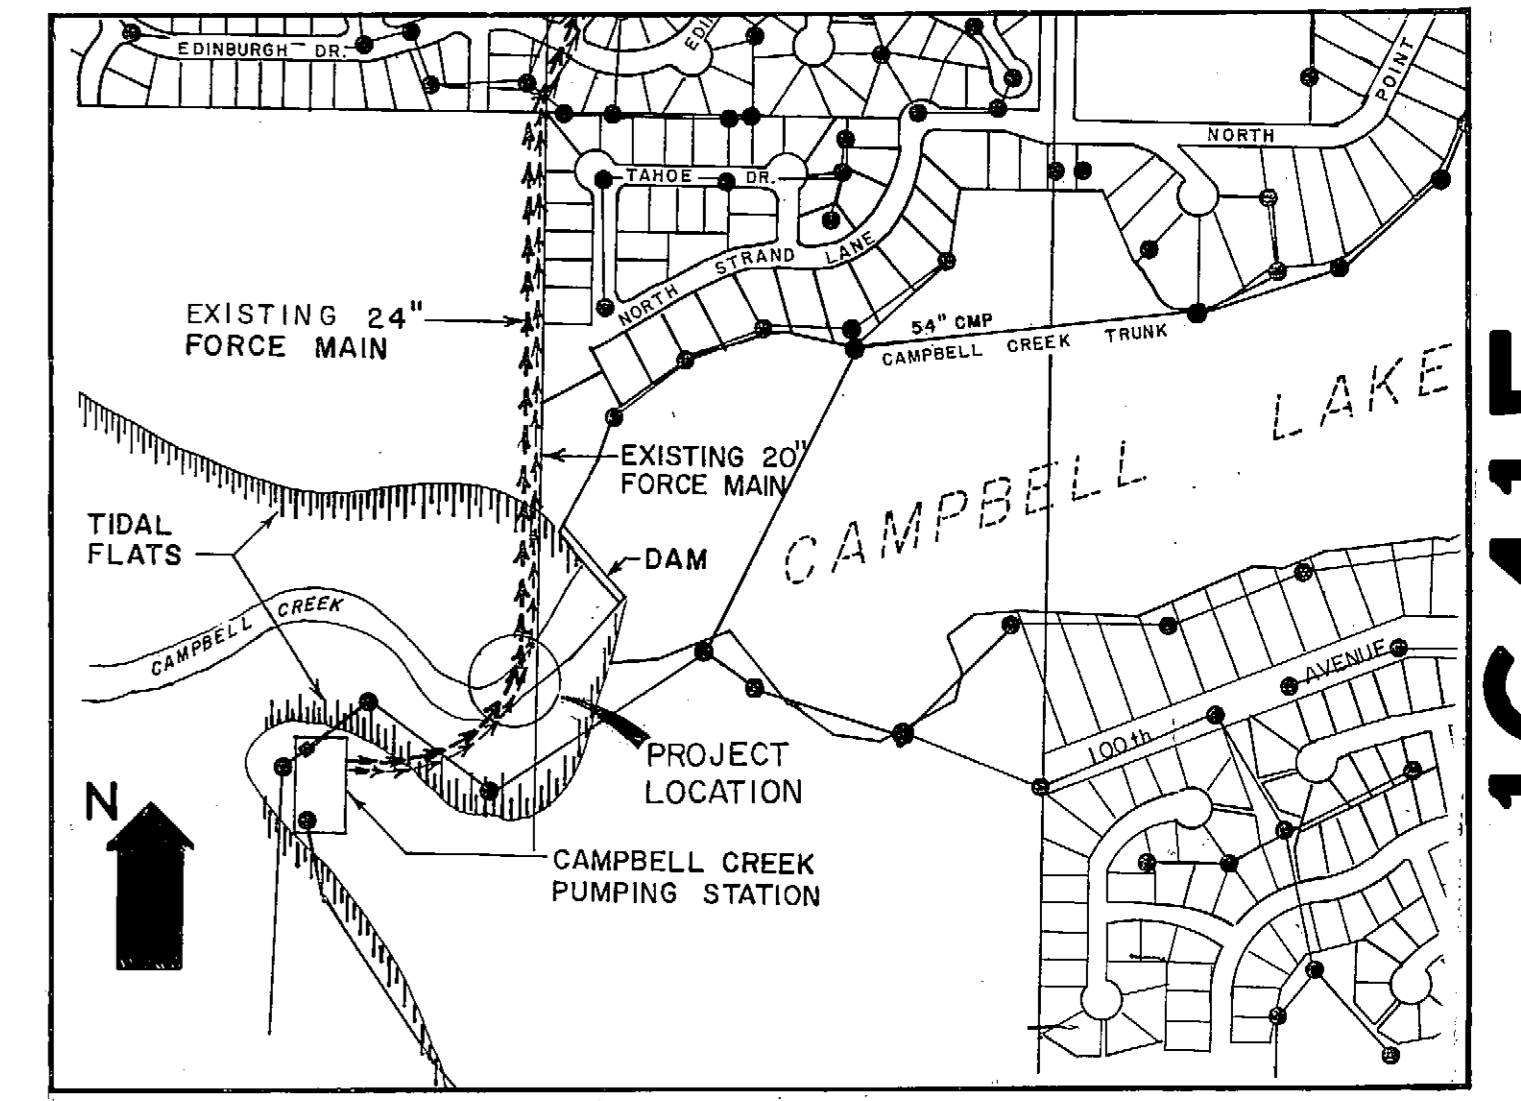 EDINBURGH DR.
EDIN
POINT
NORTH
TAHOE DR.
NORTH STRAND LANE
EXISTING 24"
FORCE MAIN
54" CMP
CAMPBELL CREEK TRUNK
CAMPBELL LAKE
EXISTING 20"
FORCE MAIN
TIDAL
FLATS
DAM
CAMPBELL CREEK
100th AVENUE
PROJECT
LOCATION
N
CAMPBELL CREEK
PUMPING STATION